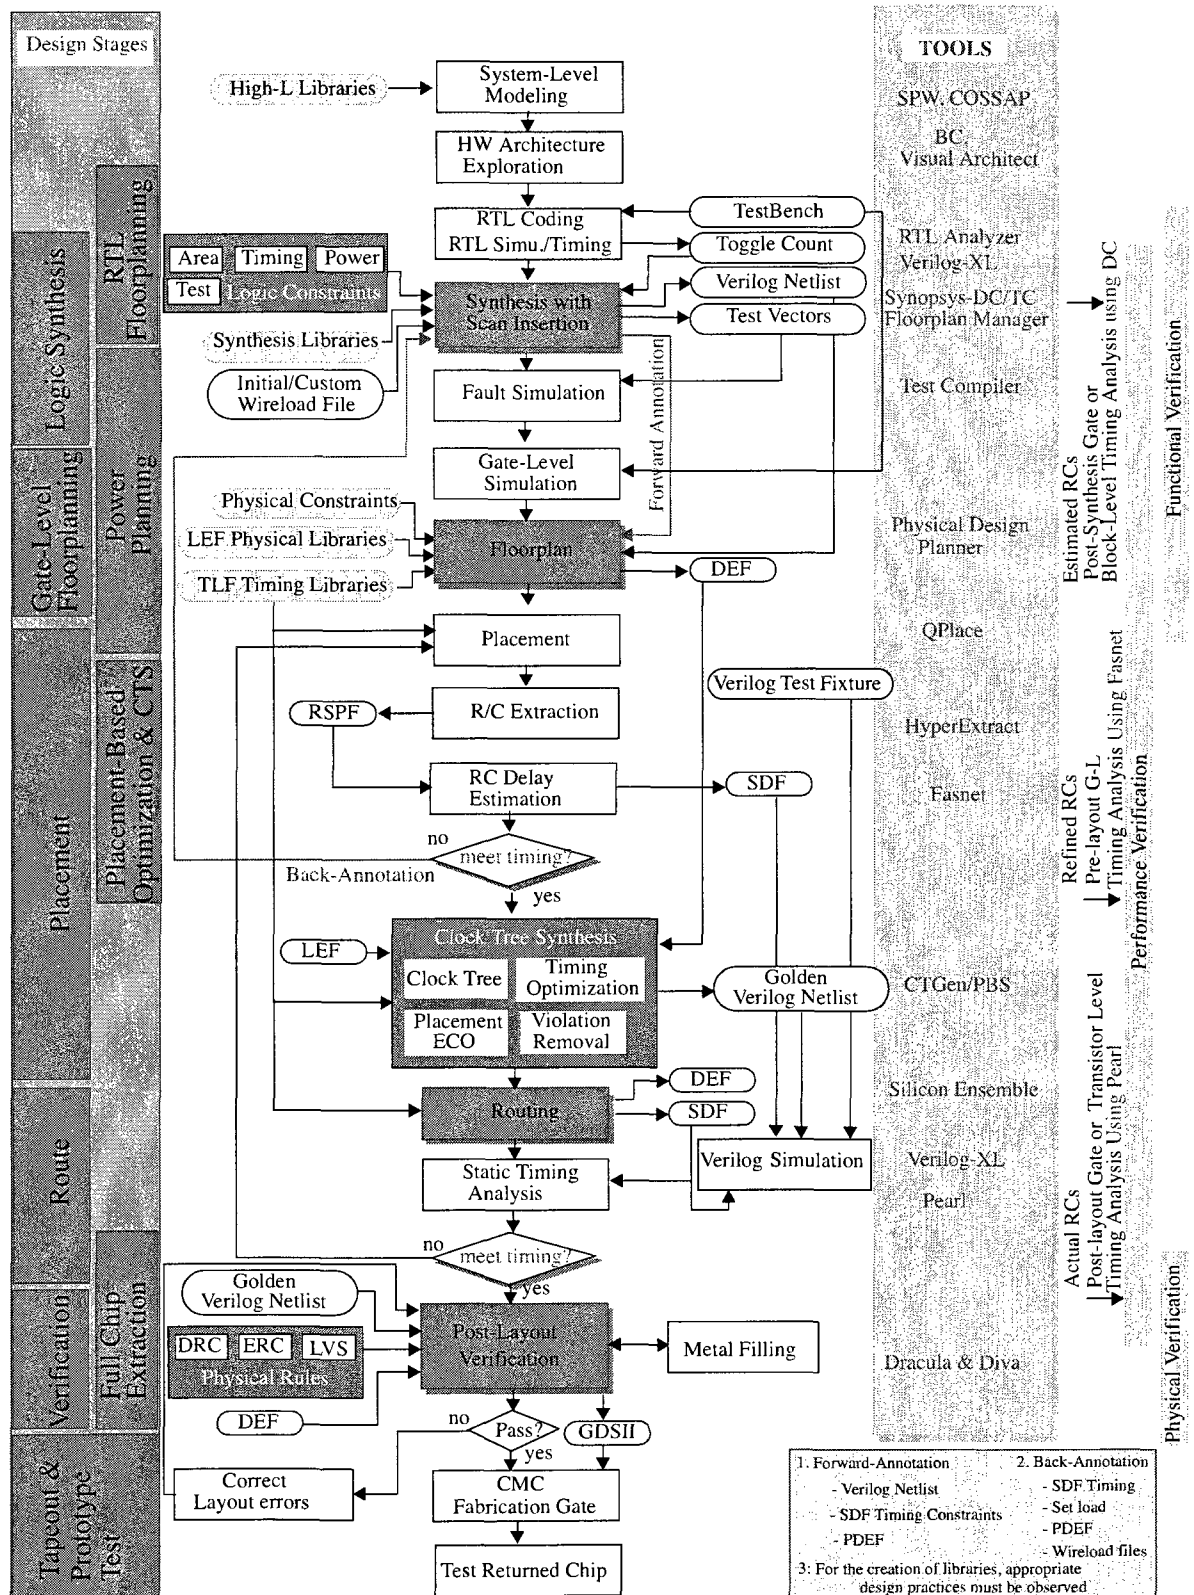 Design Stages
TOOLS
High-L Libraries
System-Level
Modeling
SPW, COSSAP
HW Architecture
Exploration
BC
Visual Architect
RTL
Floorplanning
RTL Coding
RTL Simu./Timing
TestBench
Toggle Count
RTL Analyzer
Verilog-XL
Area
Timing
Power
Test
Logic Constraints
Synthesis with
Scan Insertion
Verilog Netlist
Test Vectors
Synopsys-DC/TC
Floorplan Manager
Logic Synthesis
Synthesis Libraries
Initial/Custom
Wireload File
Fault Simulation
Forward Annotation
Test Compiler
Estimated RCs
Post-Synthesis Gate or
Block-Level Timing Analysis using DC
Functional Verification
Gate-Level
Floorplanning
Power
Planning
Gate-Level
Simulation
Physical Constraints
LEF Physical Libraries
TLF Timing Libraries
Floorplan
DEF
Physical Design
Planner
Placement
QPlace
Verilog Test Fixture
RSPF
R/C Extraction
HyperExtract
Placement
Placement-Based
Optimization & CTS
RC Delay
Estimation
SDF
Fasnet
Refined RCs
Pre-layout G-L
Timing Analysis Using Fasnet
Performance Verification
no
meet timing?
Back-Annotation
yes
LEF
Clock Tree Synthesis
Clock Tree
Timing
Optimization
Placement
ECO
Violation
Removal
Golden
Verilog Netlist
CTGen/PBS
Route
Routing
DEF
SDF
Silicon Ensemble
Actual RCs
Post-layout Gate or Transistor Level
Timing Analysis Using Pearl
Static Timing
Analysis
Verilog Simulation
Verilog-XL
Pearl
no
meet timing?
yes
Verification
Full Chip
Extraction
Golden
Verilog Netlist
DRC
ERC
LVS
Physical Rules
DEF
Post-Layout
Verification
Metal Filling
Dracula & Diva
Physical Verification
no
Pass?
yes
GDSII
Tapeout &
Prototype
Test
Correct
Layout errors
CMC
Fabrication Gate
Test Returned Chip
1. Forward-Annotation
- Verilog Netlist
- SDF Timing Constraints
- PDEF
2. Back-Annotation
- SDF Timing
- Set load
- PDEF
- Wireload files
3: For the creation of libraries, appropriate
design practices must be observed